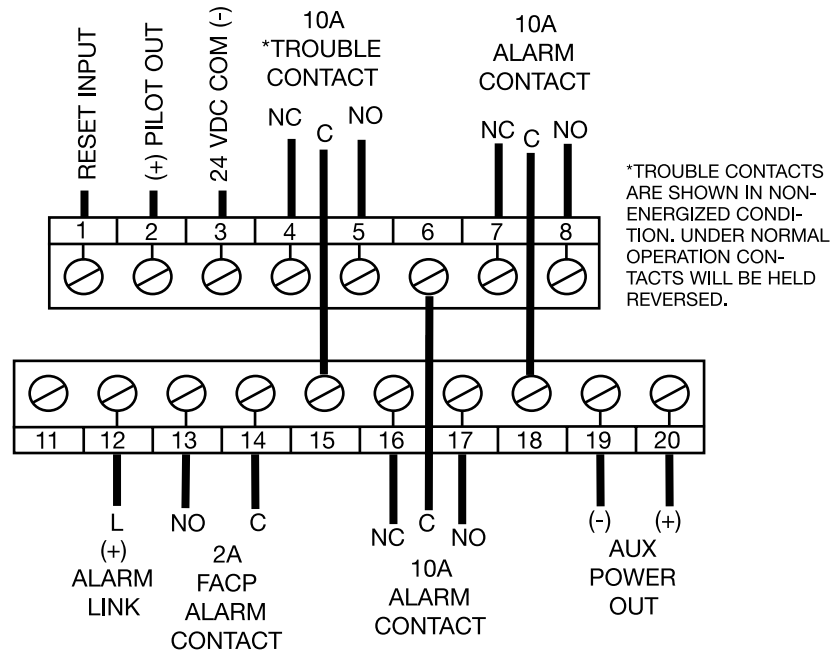 RESET INPUT
(+) PILOT OUT
24 VDC COM (-)
10A
*TROUBLE
CONTACT
NC
C
NO
10A
ALARM
CONTACT
NC
C
NO
*TROUBLE CONTACTS
ARE SHOWN IN NON-
ENERGIZED CONDI-
TION. UNDER NORMAL
OPERATION CON-
TACTS WILL BE HELD
REVERSED.
1 2 3 4 5 6 7 8
11 12 13 14 15 16 17 18 19 20
L
(+)
ALARM
LINK
NO
C
2A
FACP
ALARM
CONTACT
NC
C
NO
10A
ALARM
CONTACT
(-)
(+)
AUX
POWER
OUT